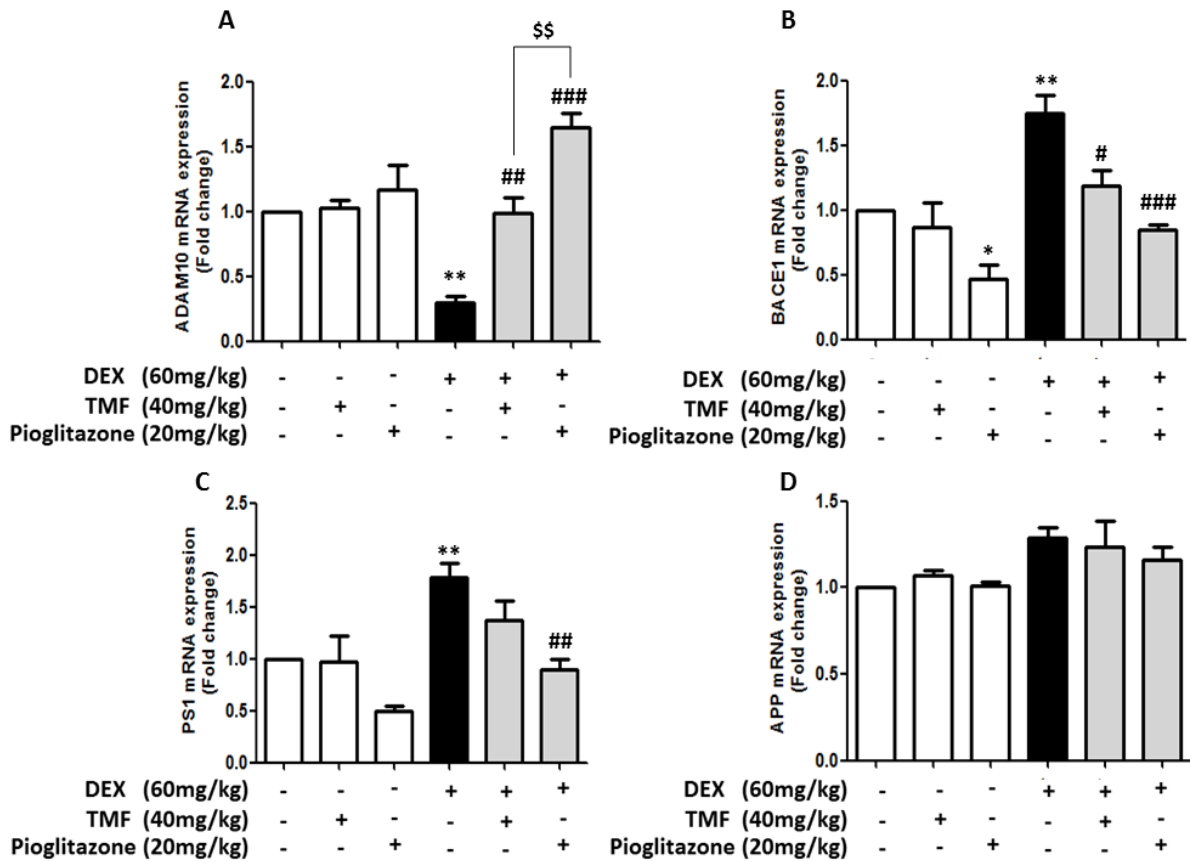 A
$$
2.0
1.5
1.0
0.5
0.0
ADAM10 mRNA expression
(Fold change)
**
##
###
DEX (60mg/kg) - - - + + +
TMF (40mg/kg) - + - - + -
Pioglitazone (20mg/kg) - - + - - +
B
2.0
1.5
1.0
0.5
0.0
BACE1 mRNA expression
(Fold change)
*
**
#
###
DEX (60mg/kg) - - - + + +
TMF (40mg/kg) - + - - + -
Pioglitazone (20mg/kg) - - + - - +
C
2.5
2.0
1.5
1.0
0.5
0.0
PS1 mRNA expression
(Fold change)
**
##
DEX (60mg/kg) - - - + + +
TMF (40mg/kg) - + - - + -
Pioglitazone (20mg/kg) - - + - - +
D
1.5
1.0
0.5
0.0
APP mRNA expression
(Fold change)
DEX (60mg/kg) - - - + + +
TMF (40mg/kg) - + - - + -
Pioglitazone (20mg/kg) - - + - - +